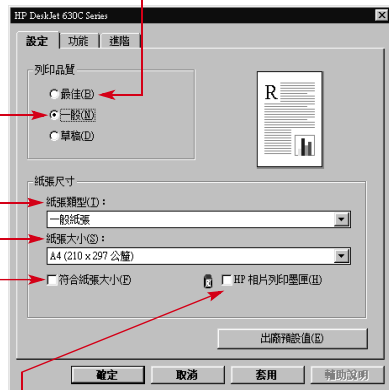 HP DeskJet 630C Series
設定 功能 進階
列印品質
最佳(B)
一般(N)
草稿(D)
R
紙張尺寸
紙張類型(T)：
一般紙張
紙張大小(S)：
A4 (210 x 297 公釐)
符合紙張大小(F) HP 相片列印墨匣(H)
出廠預設值(E)
確定 取消 套用 輔助說明